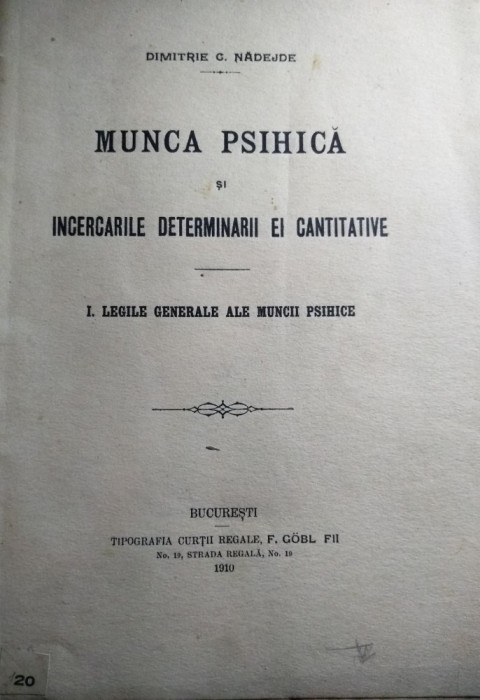 DIMITRIE C. NĂDEJDE
MUNCA PSIHICĂ
ȘI
INCERCARILE DETERMINARII EI CANTITATIVE
I. LEGILE GENERALE ALE MUNCII PSIHICE
BUCUREȘTI
TIPOGRAFIA CURȚII REGALE, F. GÖBL FII
No. 19, STRADA REGALĂ, No. 19
1910
20